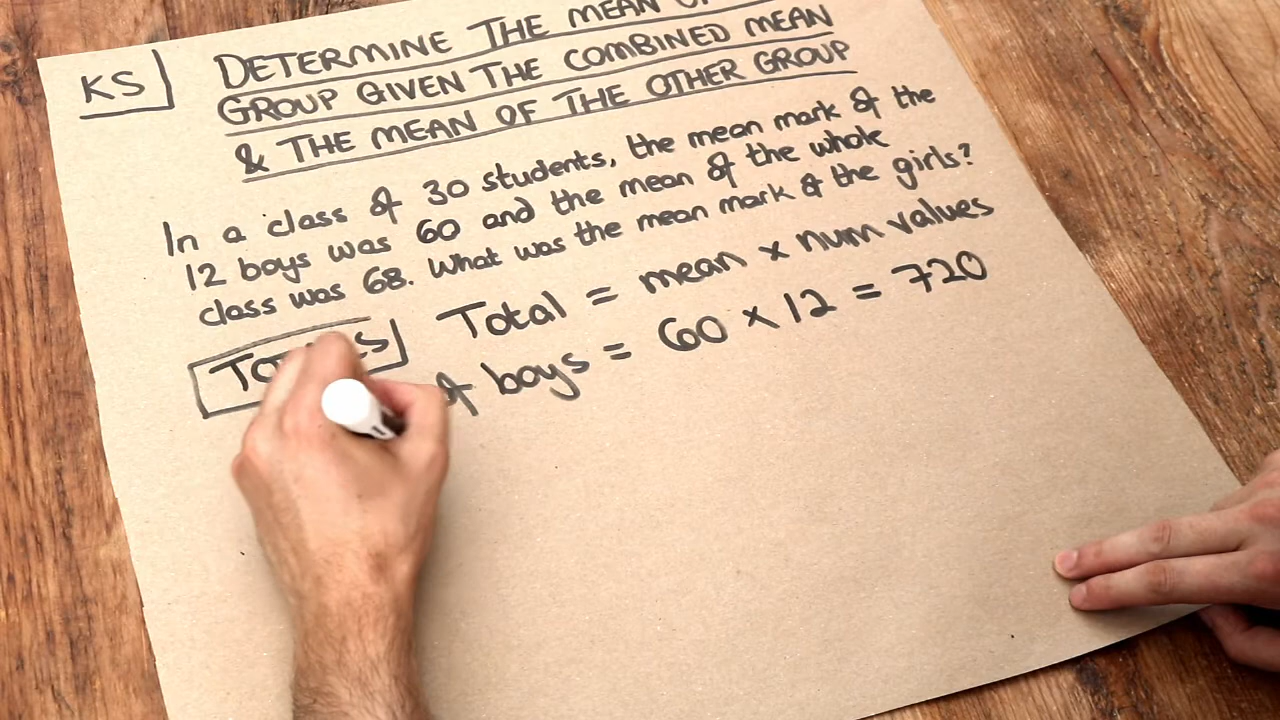 KS
DETERMINE THE MEAN
GROUP GIVEN THE COMBINED MEAN
& THE MEAN OF THE OTHER GROUP
In a class of 30 students, the mean mark of the
12 boys was 60 and the mean of the whole
class was 68. What was the mean mark of the girls?
Total = mean x num values
of boys = 60 x 12 = 720